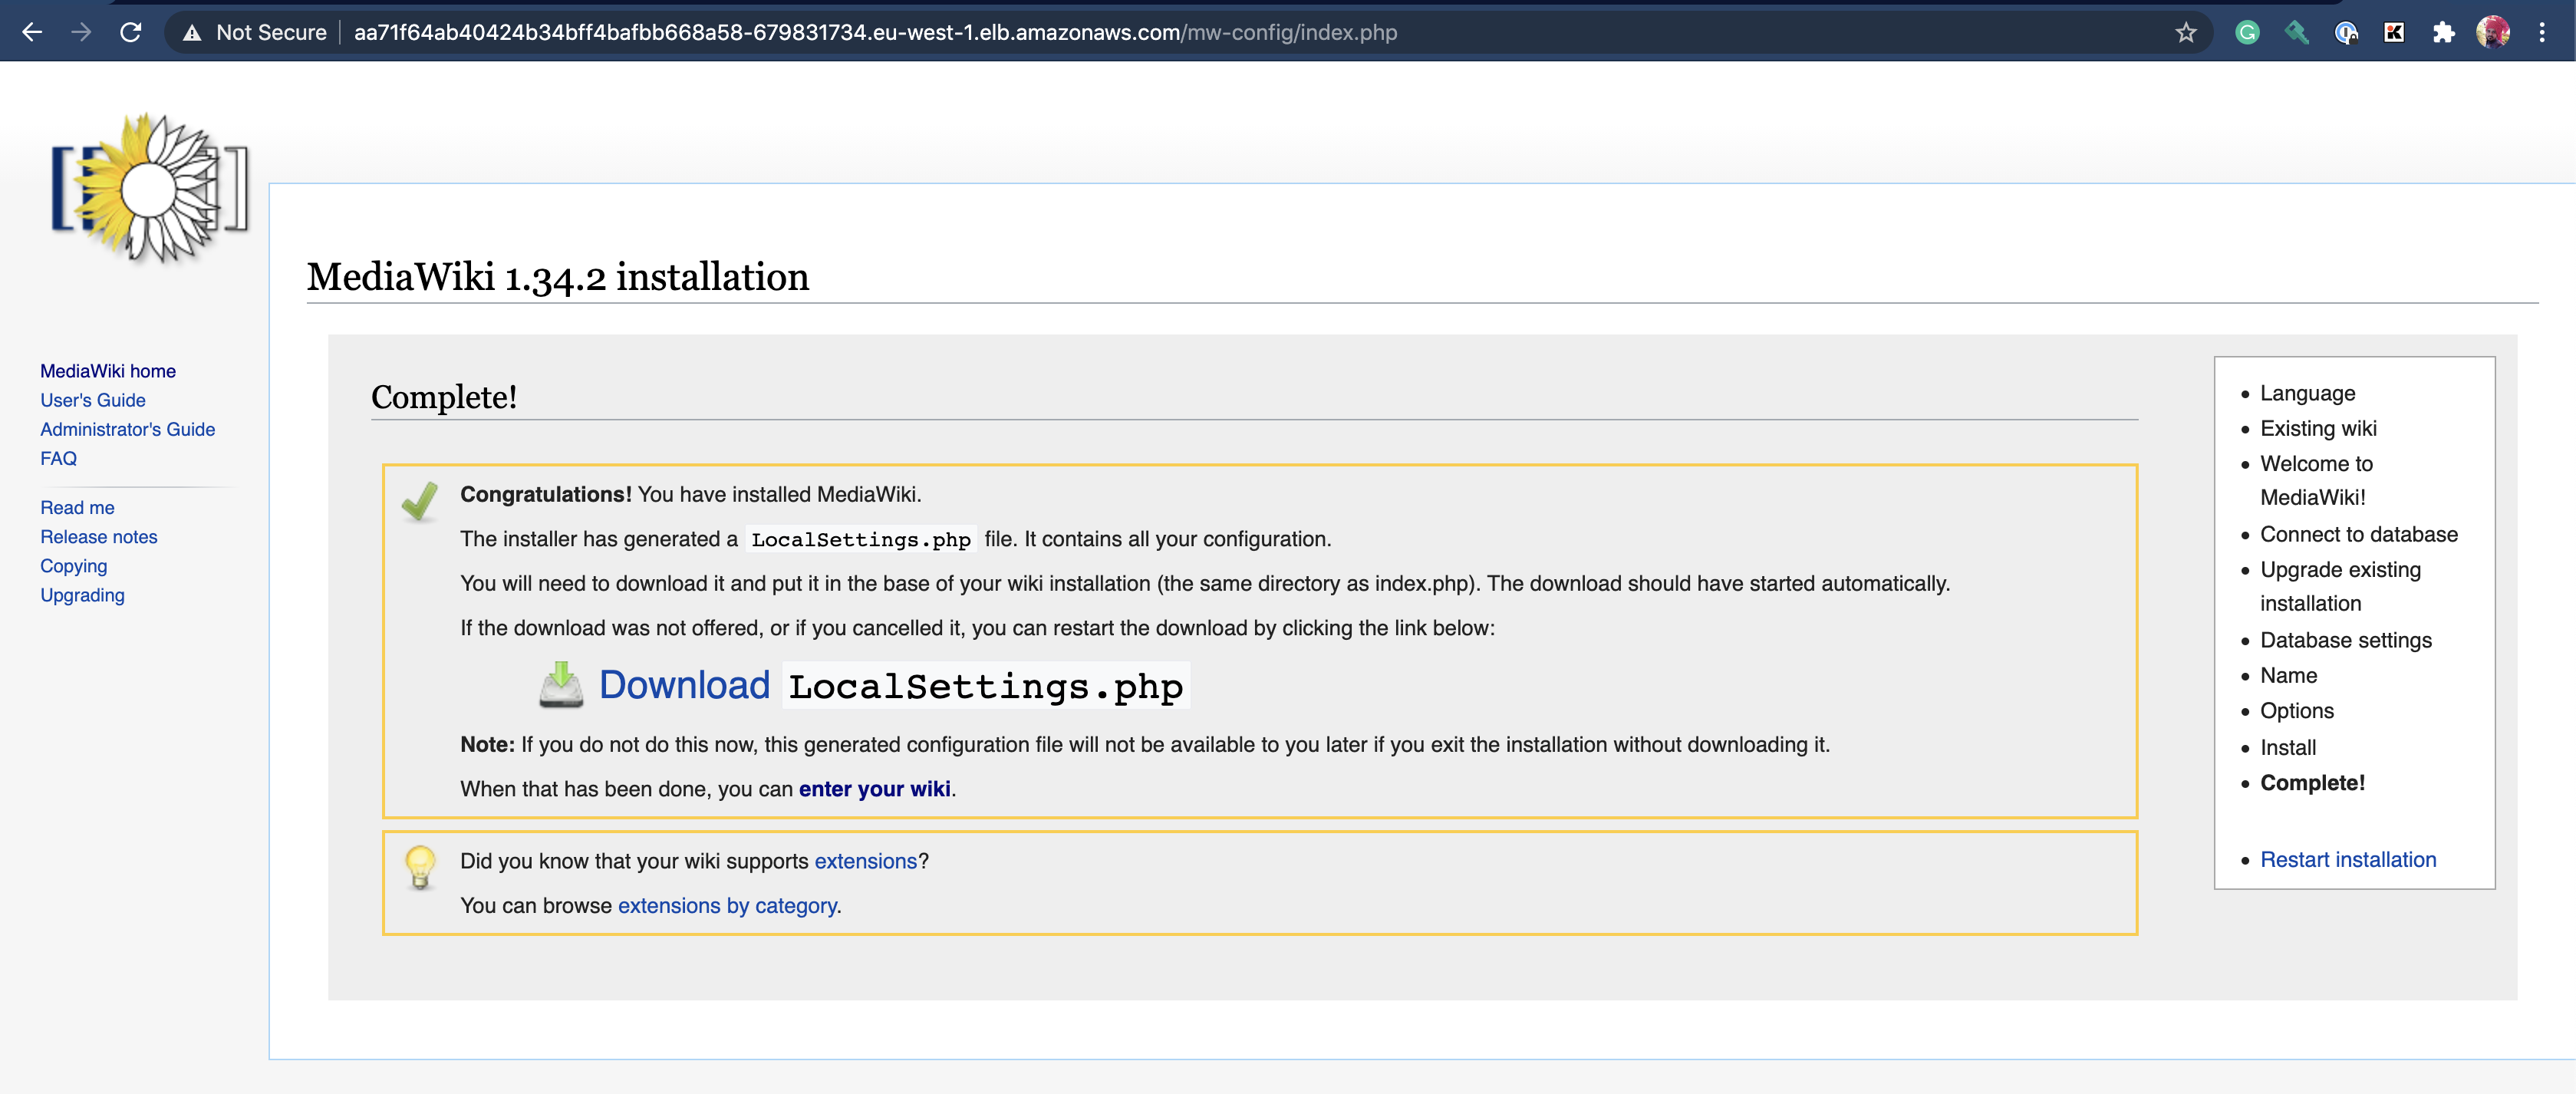 Not Secure
aa71f64ab40424b34bff4bafbb668a58-679831734.eu-west-1.elb.amazonaws.com/mw-config/index.php
MediaWiki 1.34.2 installation
MediaWiki home
User's Guide
Administrator's Guide
FAQ
Read me
Release notes
Copying
Upgrading
Complete!
Congratulations! You have installed MediaWiki.
The installer has generated a LocalSettings.php file. It contains all your configuration.
You will need to download it and put it in the base of your wiki installation (the same directory as index.php). The download should have started automatically.
If the download was not offered, or if you cancelled it, you can restart the download by clicking the link below:
Download LocalSettings.php
Note: If you do not do this now, this generated configuration file will not be available to you later if you exit the installation without downloading it.
When that has been done, you can enter your wiki.
Did you know that your wiki supports extensions?
You can browse extensions by category.
Language
Existing wiki
Welcome to
MediaWiki!
Connect to database
Upgrade existing
installation
Database settings
Name
Options
Install
Complete!
Restart installation